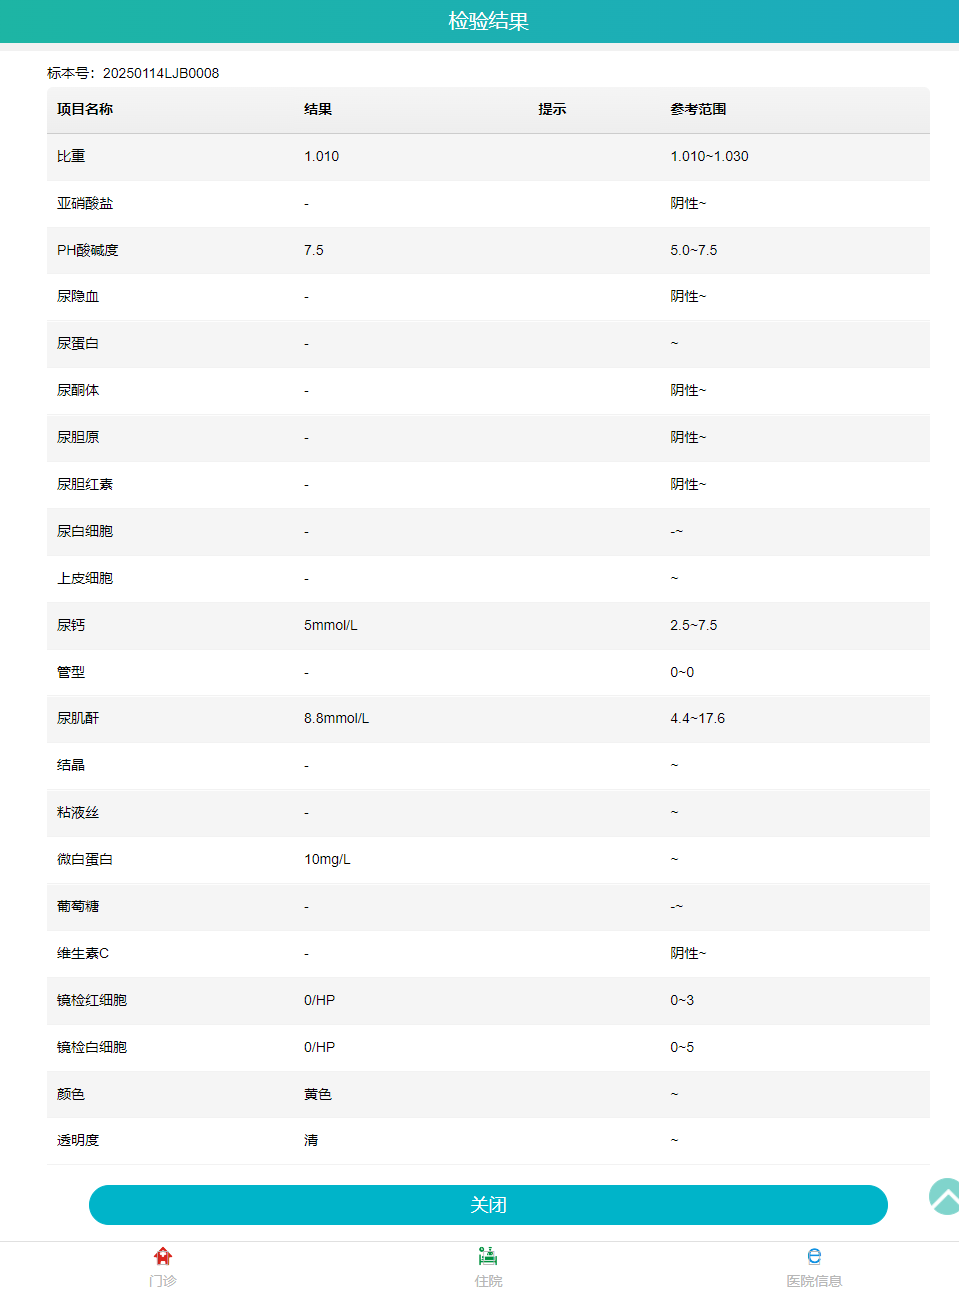 检验结果
标本号：20250114LJB0008
项目名称 结果 提示 参考范围
比重 1.010 1.010~1.030
亚硝酸盐 - 阴性~
PH酸碱度 7.5 5.0~7.5
尿隐血 - 阴性~
尿蛋白 - ~
尿酮体 - 阴性~
尿胆原 - 阴性~
尿胆红素 - 阴性~
尿白细胞 - -~
上皮细胞 - ~
尿钙 5mmol/L 2.5~7.5
管型 - 0~0
尿肌酐 8.8mmol/L 4.4~17.6
结晶 - ~
粘液丝 - ~
微白蛋白 10mg/L ~
葡萄糖 - -~
维生素C - 阴性~
镜检红细胞 0/HP 0~3
镜检白细胞 0/HP 0~5
颜色 黄色 ~
透明度 清 ~
关闭
门诊 住院 医院信息